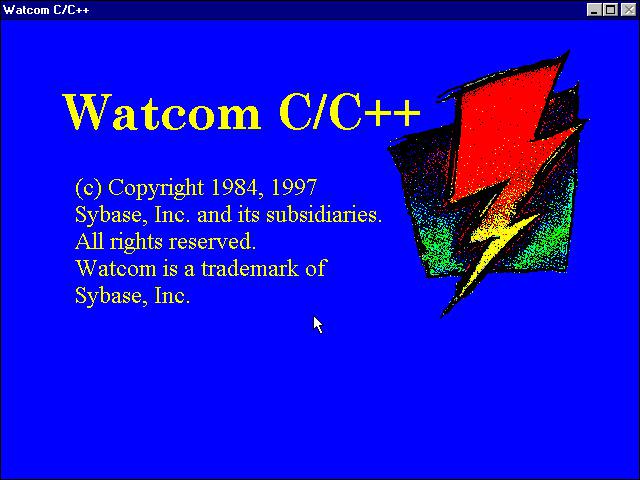 Watcom C/C++
Watcom C/C++
(c) Copyright 1984, 1997
Sybase, Inc. and its subsidiaries.
All rights reserved.
Watcom is a trademark of
Sybase, Inc.